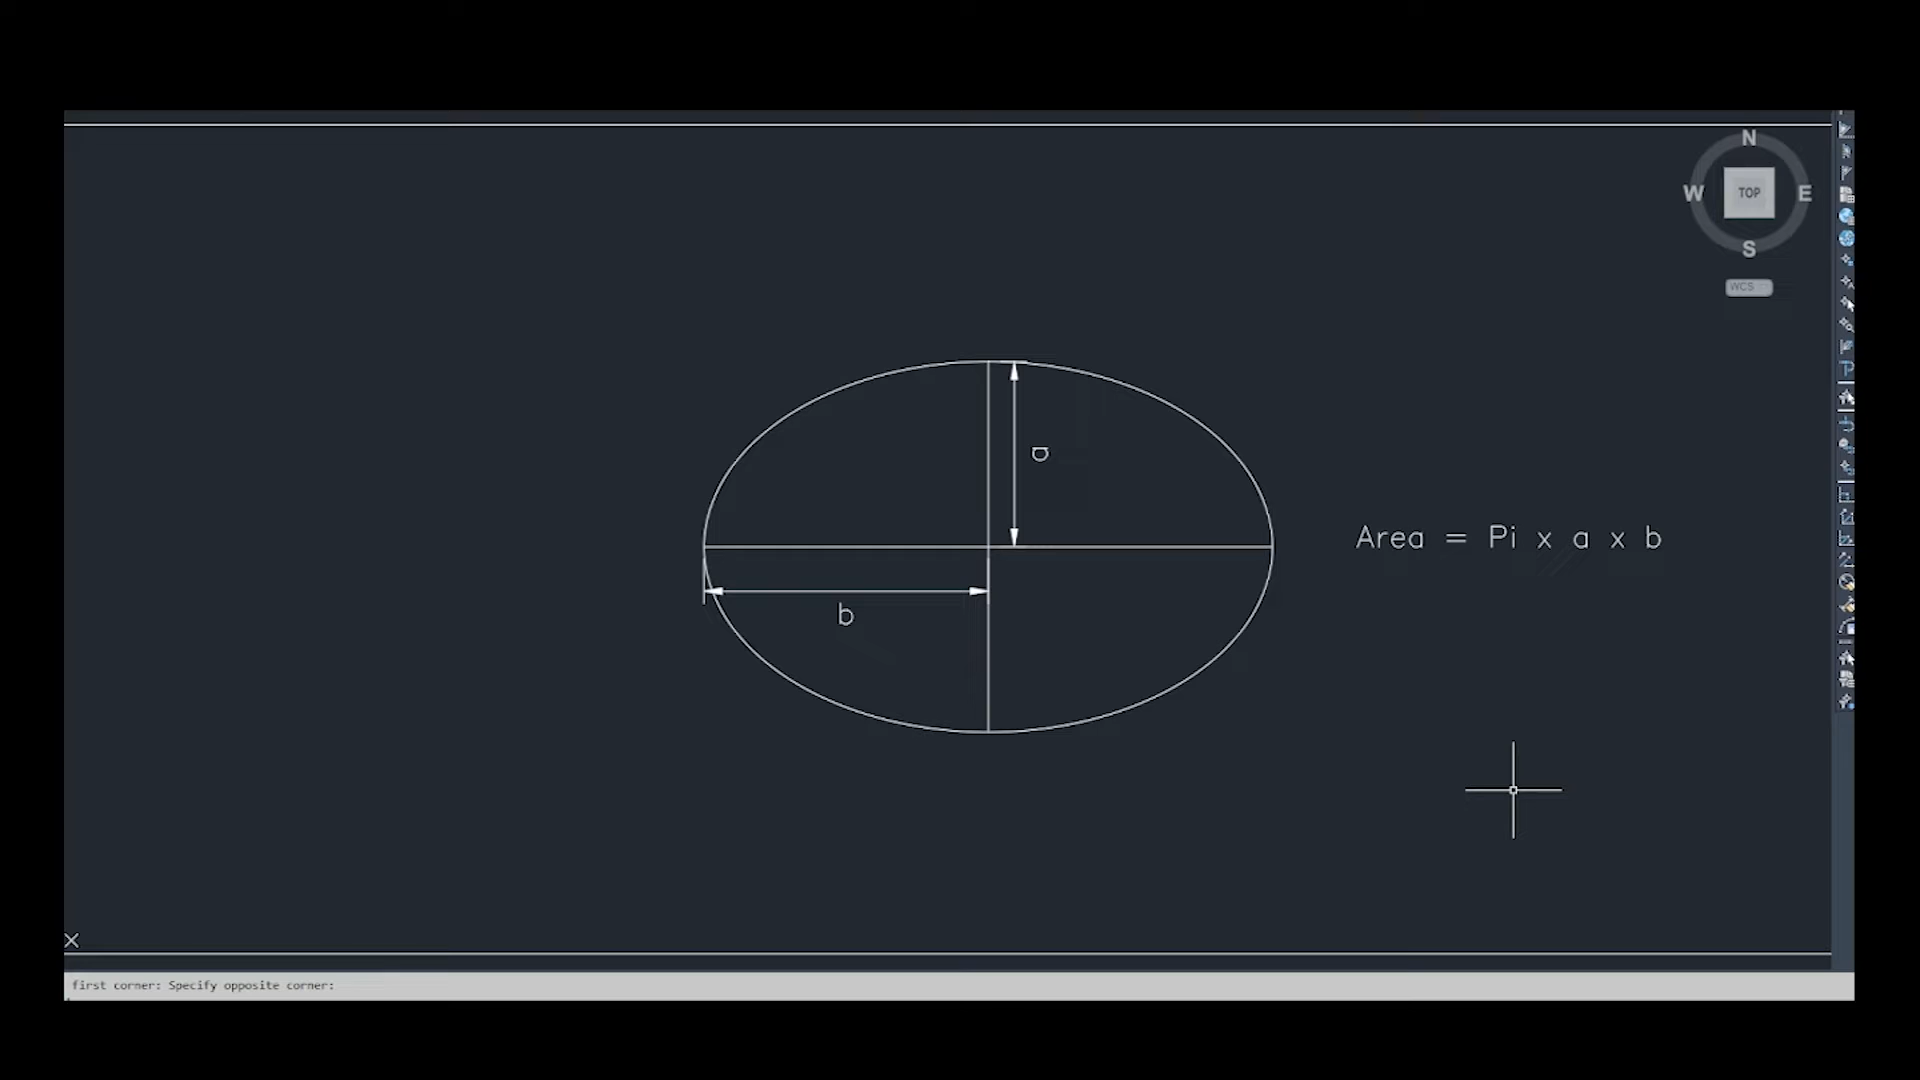 N
W TOP E
S
WCS
a
Area = Pi x a x b
b
first corner: Specify opposite corner: